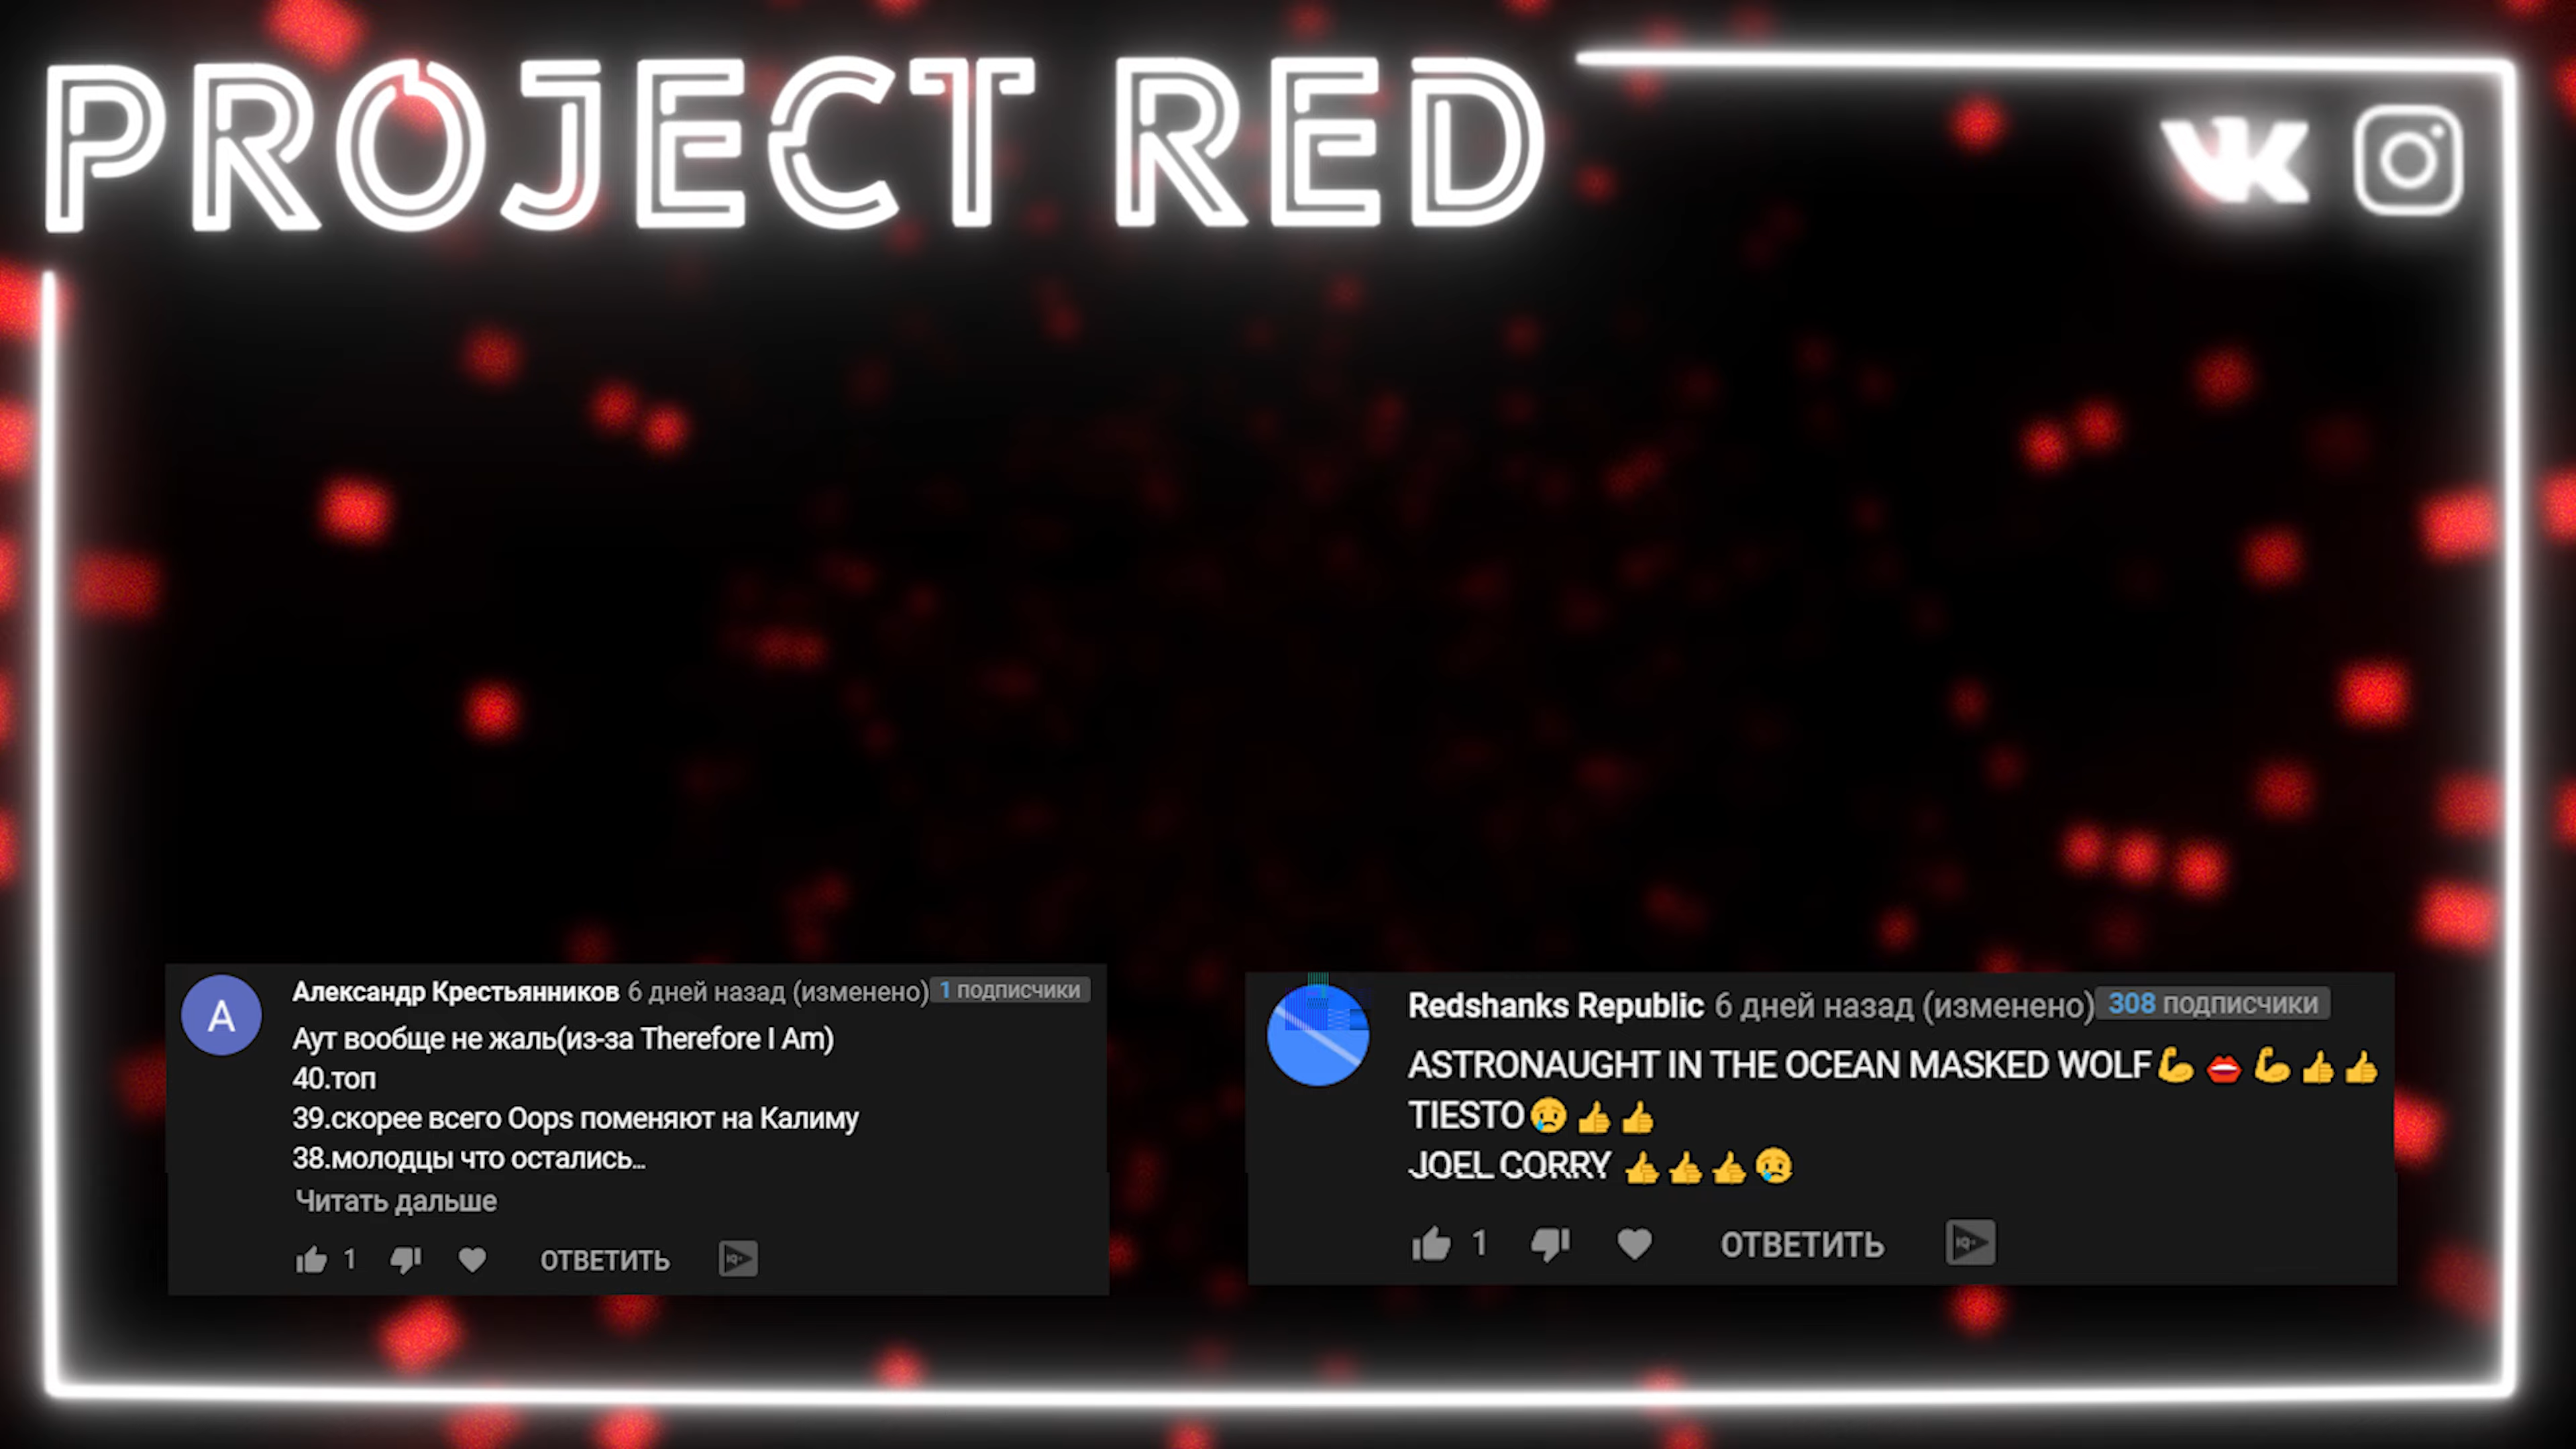 PROJECT RED
VK
Александр Крестьянников 6 дней назад (изменено) 1 подписчики
Аут вообще не жаль(из-за Therefore I Am)
40.топ
39.скорее всего Oops поменяют на Калиму
38.молодцы что остались...
Читать дальше
1 ОТВЕТИТЬ
Redshanks Republic 6 дней назад (изменено) 308 подписчики
ASTRONAUGHT IN THE OCEAN MASKED WOLF💪👄💪👍👍
TIESTO😢👍👍
JOEL CORRY 👍👍👍😢
1 ОТВЕТИТЬ